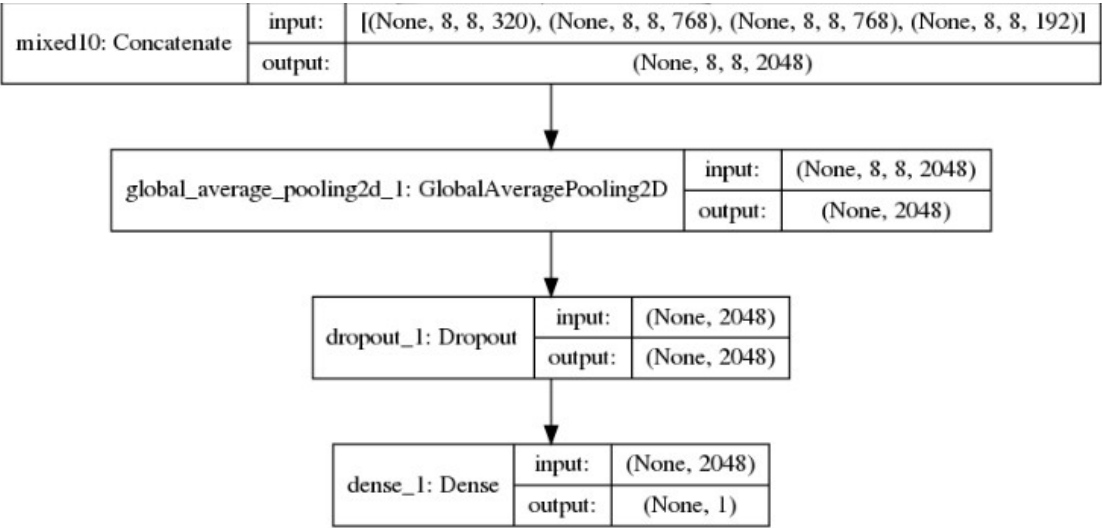 mixed10: Concatenate
input: [(None, 8, 8, 320), (None, 8, 8, 768), (None, 8, 8, 768), (None, 8, 8, 192)]
output: (None, 8, 8, 2048)
global_average_pooling2d_1: GlobalAveragePooling2D
input: (None, 8, 8, 2048)
output: (None, 2048)
dropout_1: Dropout
input: (None, 2048)
output: (None, 2048)
dense_1: Dense
input: (None, 2048)
output: (None, 1)